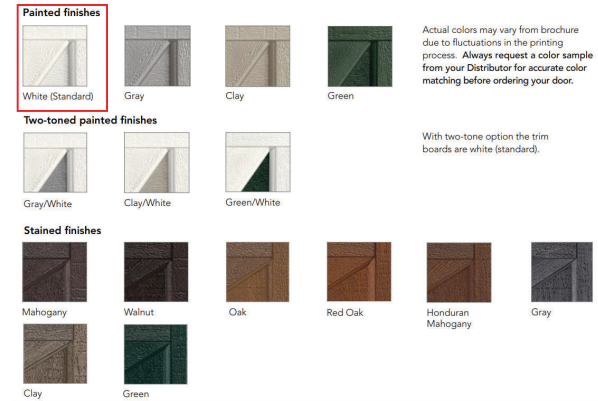 Painted finishes
White (Standard)
Gray
Clay
Green
Actual colors may vary from brochure
due to fluctuations in the printing
process. Always request a color sample
from your Distributor for accurate color
matching before ordering your door.
Two-toned painted finishes
Gray/White
Clay/White
Green/White
With two-tone option the trim
boards are white (standard).
Stained finishes
Mahogany
Walnut
Oak
Red Oak
Honduran
Mahogany
Gray
Clay
Green